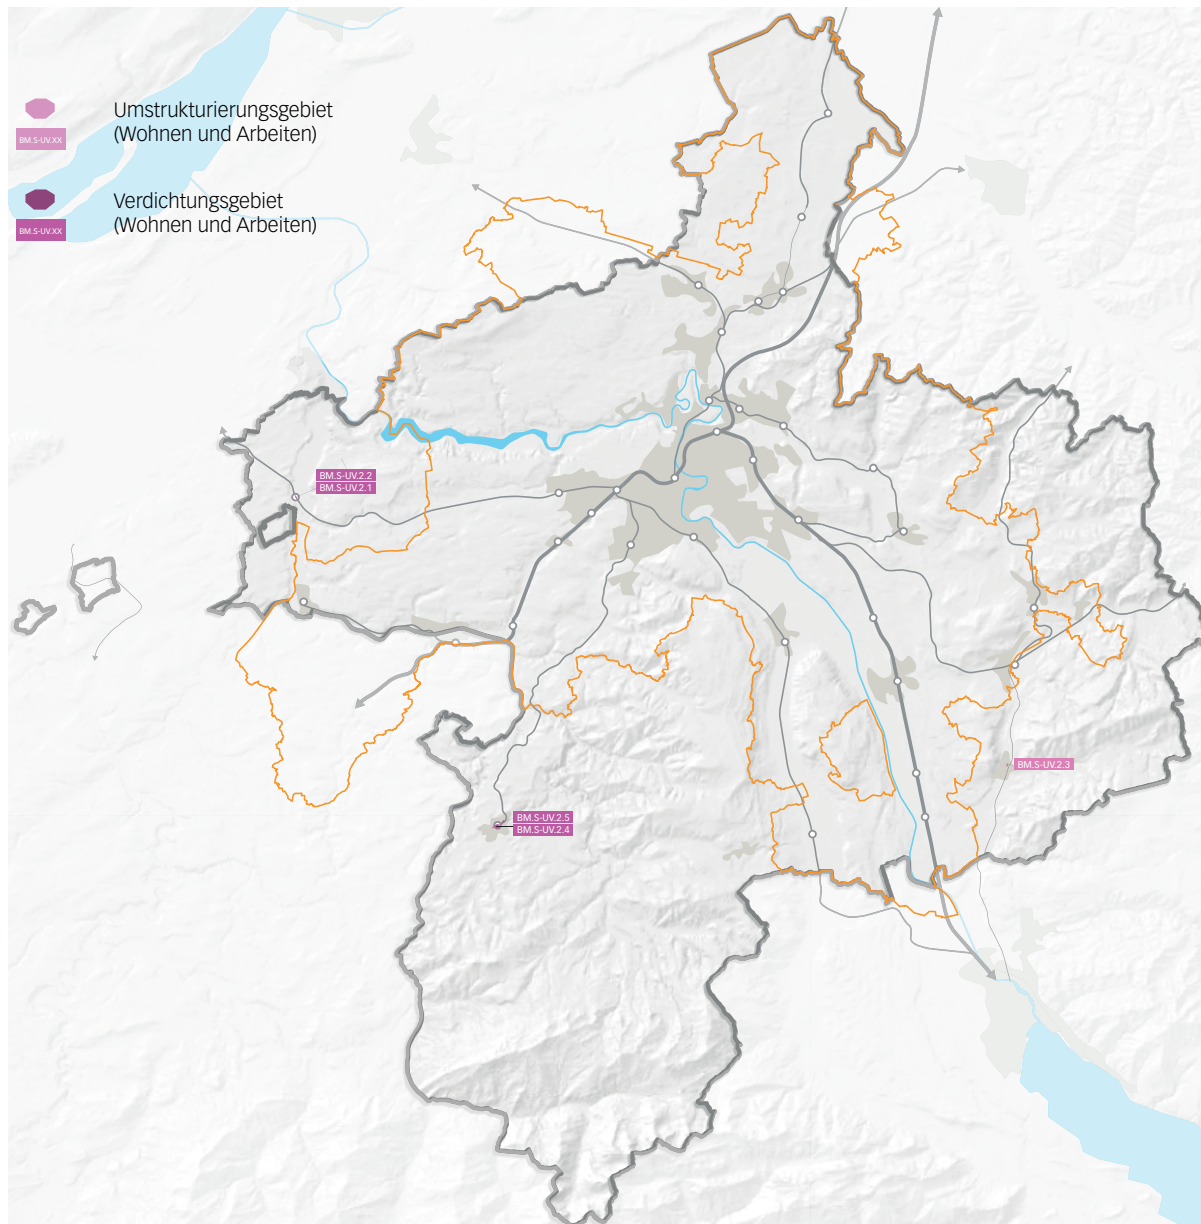 Umstrukturierungsgebiet
(Wohnen und Arbeiten)
BM.S-UV.XX
Verdichtungsgebiet
(Wohnen und Arbeiten)
BM.S-UV.XX
BM.S-UV.2.2
BM.S-UV.2.1
BM.S-UV.2.3
BM.S-UV.2.5
BM.S-UV.2.4